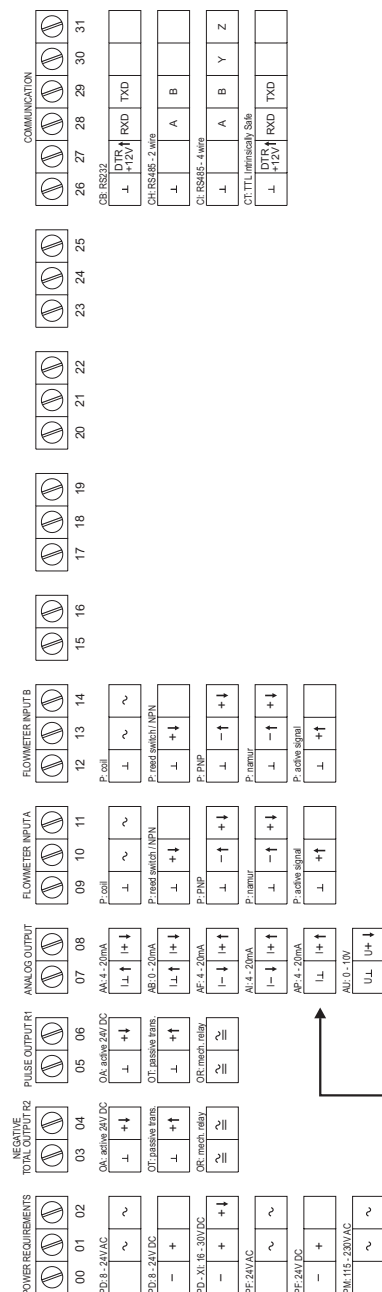 POWER REQUIREMENTS
00 01 02
PD: 8 - 24V AC
~ ~
PD: 8 - 24V DC
− +
PD - XI: 16 - 30V DC
− + +
PF: 24V AC
~ ~
PF: 24V DC
− +
PM: 115 - 230V AC
~ ~
NEGATIVE
TOTAL OUTPUT R2
03 04
OA: active 24V DC
⊥ +
OT: passive trans.
⊥ +
OR: mech. relay
PULSE OUTPUT R1
05 06
OA: active 24V DC
⊥ +
OT: passive trans.
⊥ +
OR: mech. relay
ANALOG OUTPUT
07 08
AA: 4 - 20mA
I⊥ I+
AB: 0 - 20mA
I⊥ I+
AF: 4 - 20mA
I− I+
AI: 4 - 20mA
I− I+
AP: 4 - 20mA
I⊥ I+
AU: 0 - 10V
U⊥ U+
FLOWMETER INPUT A
09 10 11
P: coil
⊥ ~ ~
P: reed switch / NPN
⊥ +
P: PNP
⊥ − +
P: namur
⊥ − +
P: active signal
⊥ +
FLOWMETER INPUT B
12 13 14
P: coil
⊥ ~ ~
P: reed switch / NPN
⊥ +
P: PNP
⊥ − +
P: namur
⊥ − +
P: active signal
⊥ +
15 16
17 18 19
20 21 22
23 24 25
COMMUNICATION
26 27 28 29 30 31
CB: RS232
⊥ DTR +12V RXD TXD
CH: RS485 - 2 wire
⊥ A B
CI: RS485 - 4 wire
⊥ A B Y Z
CT: TTL Intrinsically Safe
⊥ DTR +12V RXD TXD